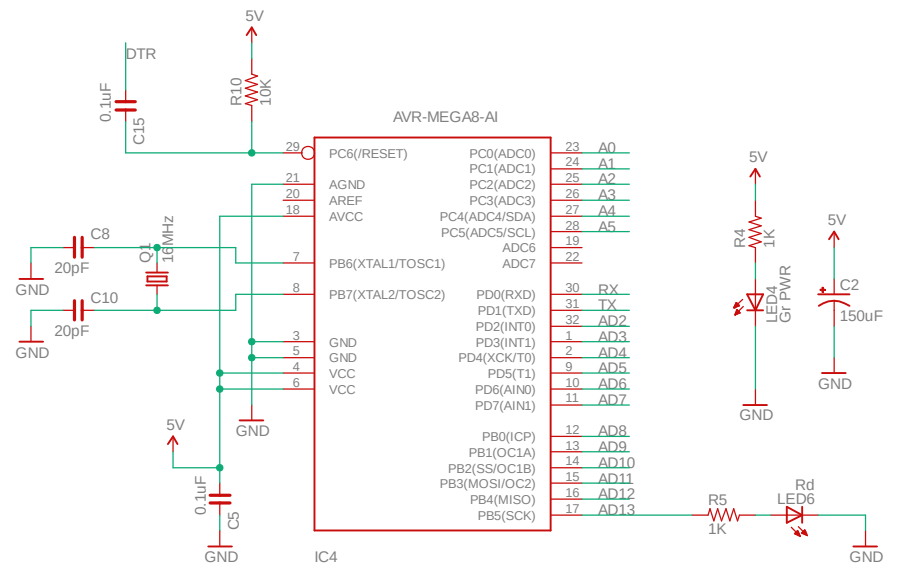 5V
DTR
0.1uF
C15
R10
10K
AVR-MEGA8-AI
29 PC6(/RESET)
21 AGND
20 AREF
18 AVCC
7 PB6(XTAL1/TOSC1)
8 PB7(XTAL2/TOSC2)
3 GND
5 GND
4 VCC
6 VCC
PC0(ADC0) 23 A0
PC1(ADC1) 24 A1
PC2(ADC2) 25 A2
PC3(ADC3) 26 A3
PC4(ADC4/SDA) 27 A4
PC5(ADC5/SCL) 28 A5
ADC6 19
ADC7 22
PD0(RXD) 30 RX
PD1(TXD) 31 TX
PD2(INT0) 32 AD2
PD3(INT1) 1 AD3
PD4(XCK/T0) 2 AD4
PD5(T1) 9 AD5
PD6(AIN0) 10 AD6
PD7(AIN1) 11 AD7
PB0(ICP) 12 AD8
PB1(OC1A) 13 AD9
PB2(SS/OC1B) 14 AD10
PB3(MOSI/OC2) 15 AD11
PB4(MISO) 16 AD12
PB5(SCK) 17 AD13
IC4
C8
20pF
GND
Q1
16MHz
C10
20pF
GND
GND
5V
0.1uF
C5
GND
5V
R4
1K
LED4
Gr PWR
GND
5V
C2
150uF
GND
R5
1K
Rd
LED6
GND